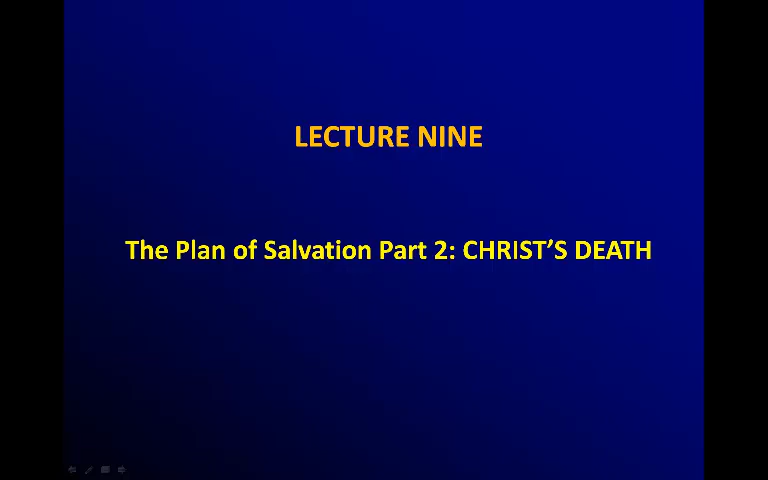 LECTURE NINE
The Plan of Salvation Part 2: CHRIST’S DEATH